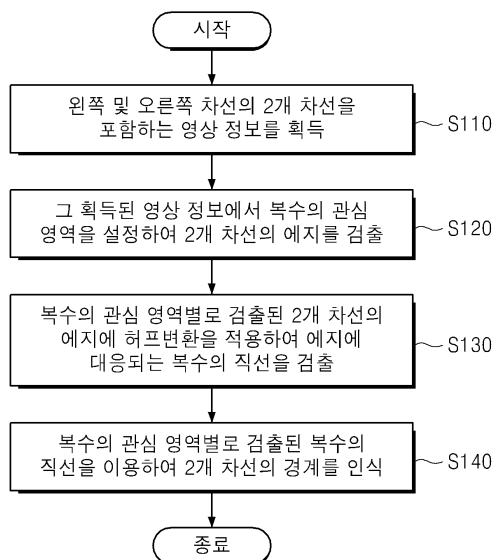 시작
왼쪽 및 오른쪽 차선의 2개 차선을
포함하는 영상 정보를 획득
S110
그 획득된 영상 정보에서 복수의 관심
영역을 설정하여 2개 차선의 에지를 검출
S120
복수의 관심 영역별로 검출된 2개 차선의
에지에 허프변환을 적용하여 에지에
대응되는 복수의 직선을 검출
S130
복수의 관심 영역별로 검출된 복수의
직선을 이용하여 2개 차선의 경계를 인식
S140
종료